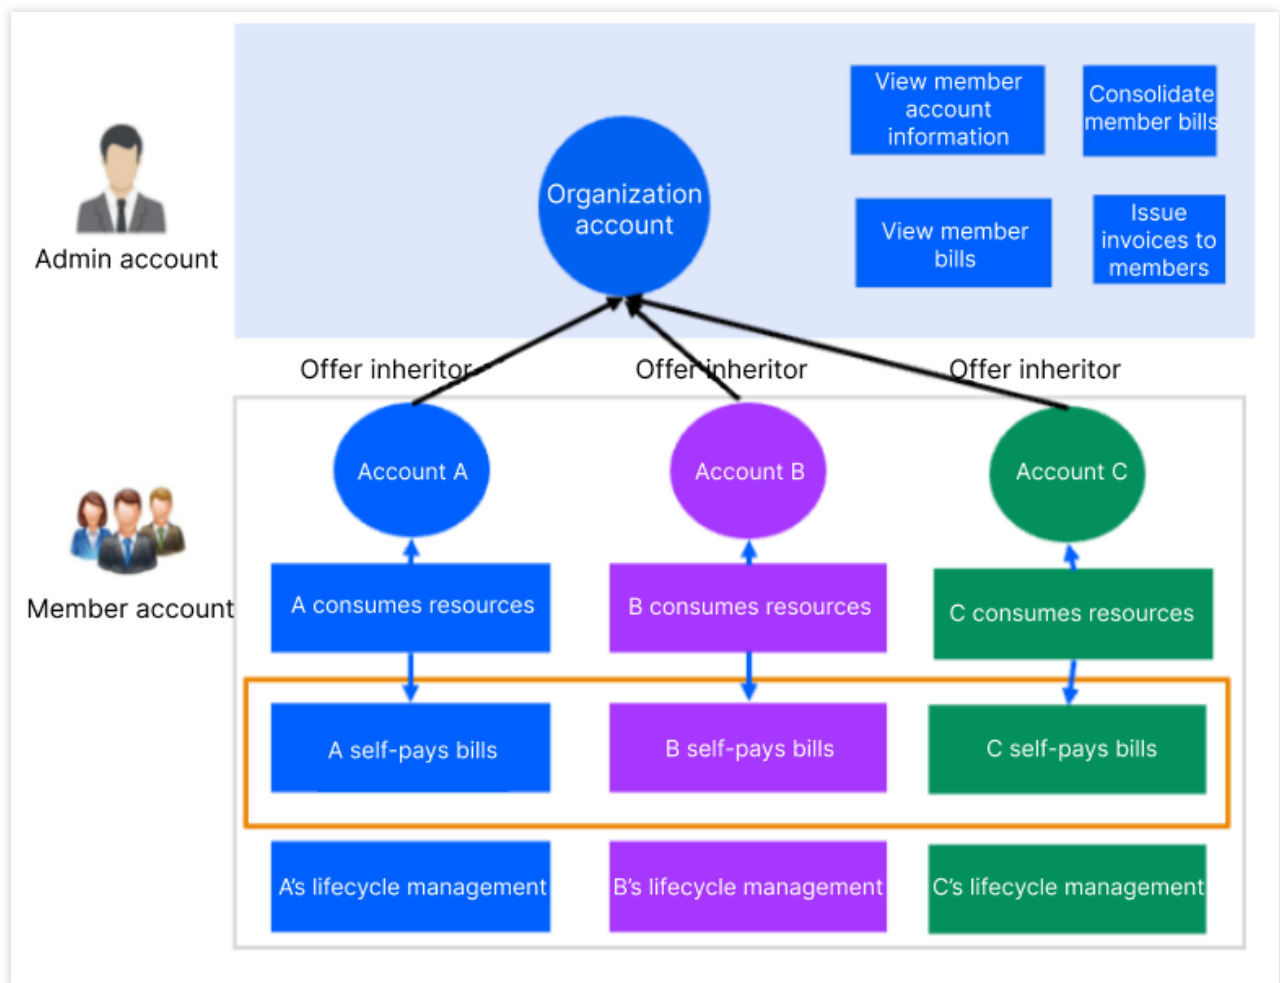 View member
account
information
Consolidate
member bills
Organization
account
View member
bills
Issue
invoices to
members
Admin account
Offer inheritor
Offer inheritor
Offer inheritor
Account A
Account B
Account C
Member account
A consumes resources
B consumes resources
C consumes resources
A self-pays bills
B self-pays bills
C self-pays bills
A’s lifecycle management
B’s lifecycle management
C’s lifecycle management